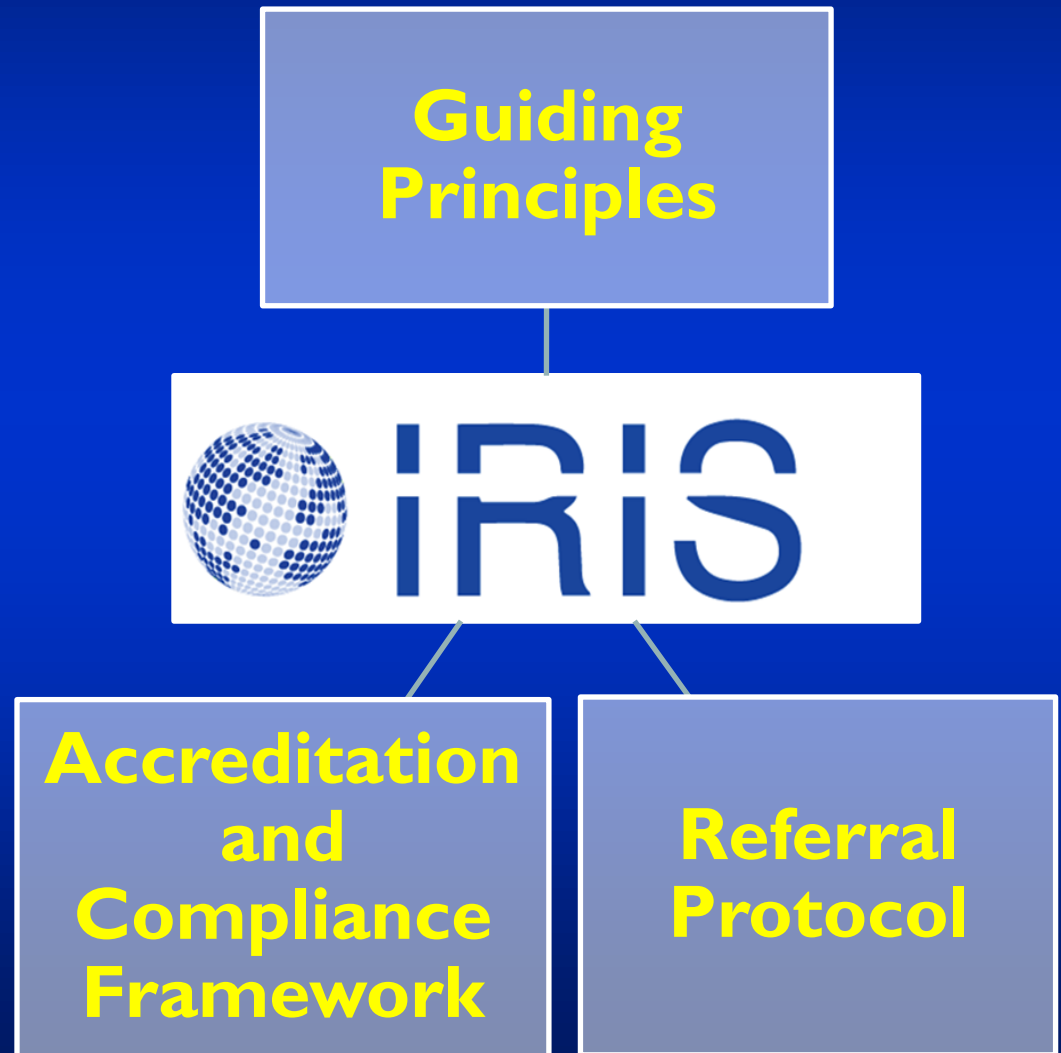 Guiding
Principles
IRIS
Accreditation
and
Compliance
Framework
Referral
Protocol